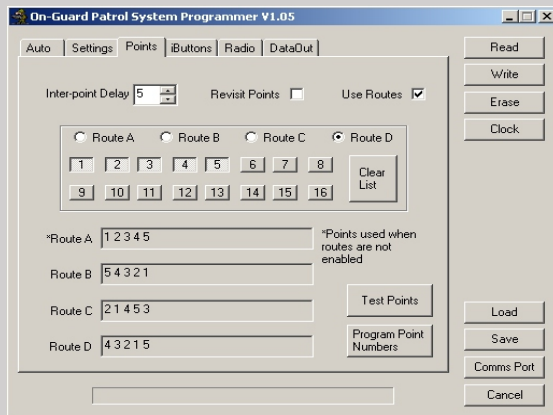 On-Guard Patrol System Programmer V1.05
Auto Settings Points iButtons Radio DataOut
Inter-point Delay 5 Revisit Points Use Routes
Route A Route B Route C Route D
1 2 3 4 5 6 7 8
9 10 11 12 13 14 15 16
Clear
List
*Route A 1 2 3 4 5
Route B 5 4 3 2 1
Route C 2 1 4 5 3
Route D 4 3 2 1 5
*Points used when
routes are not
enabled
Test Points
Program Point
Numbers
Read
Write
Erase
Clock
Load
Save
Comms Port
Cancel